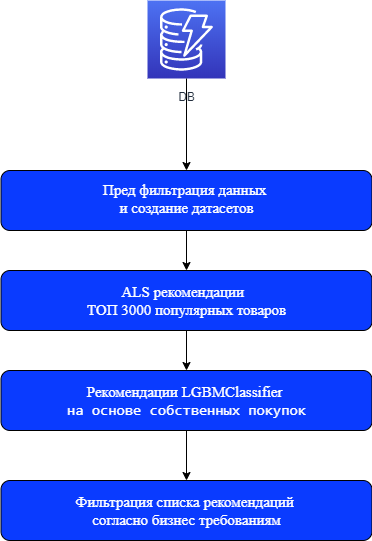 DB
Пред фильтрация данных
и создание датасетов
ALS рекомендации
ТОП 3000 популярных товаров
Рекомендации LGBMClassifier
на основе собственных покупок
Фильтрация списка рекомендаций
согласно бизнес требованиям